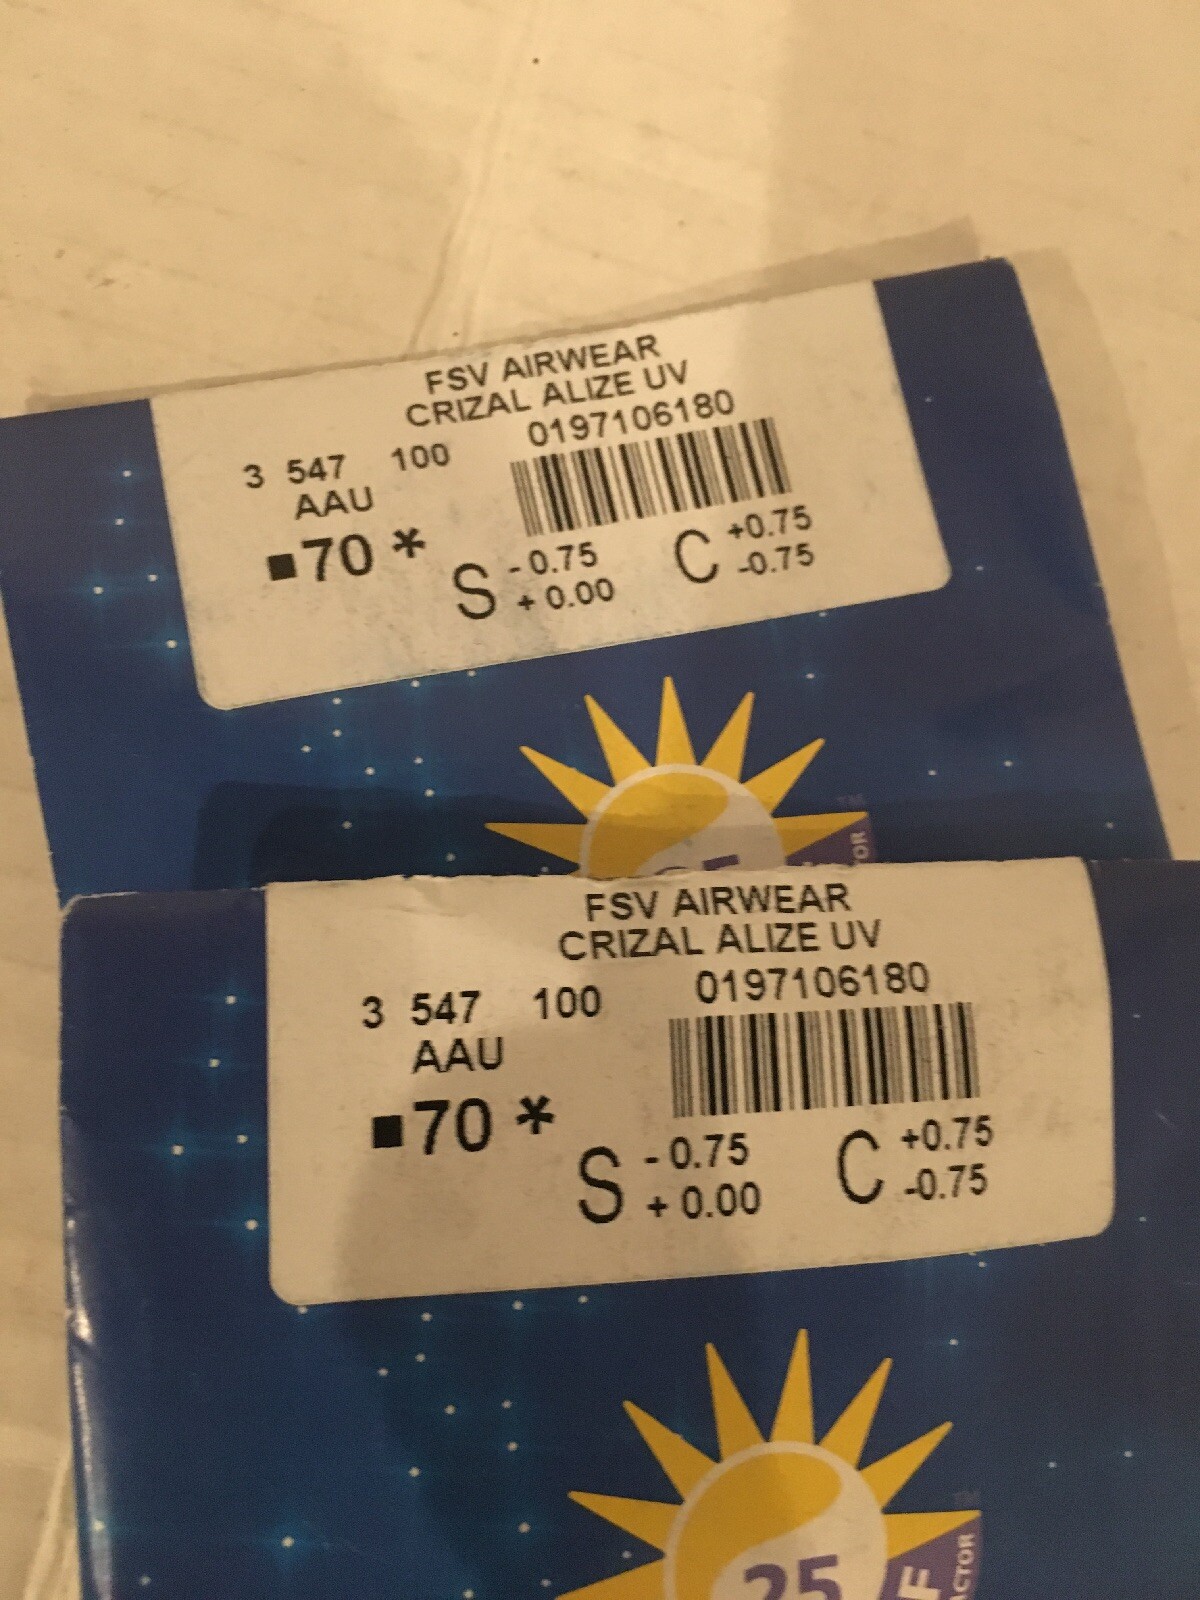 FSV AIRWEAR
CRIZAL ALIZE UV
0197106180
3 547 100
AAU
■70 *
S - 0.75 + 0.00
C +0.75 -0.75
TM
FSV AIRWEAR
CRIZAL ALIZE UV
0197106180
3 547 100
AAU
■70 *
S - 0.75 + 0.00
C +0.75 -0.75
25